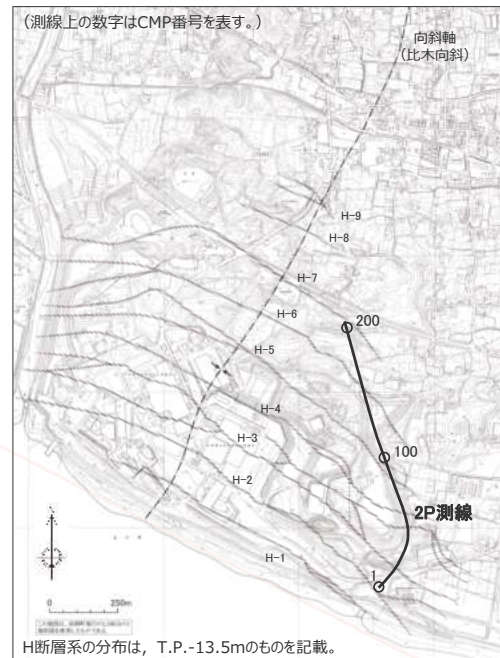 (測線上の数字はCMP番号を表す。)
向斜軸
(比木向斜)
H-9
H-8
H-7
H-6
200
H-5
H-4
100
H-3
H-2
2P測線
H-1
1
0 250m
H断層系の分布は，T.P.-13.5mのものを記載。